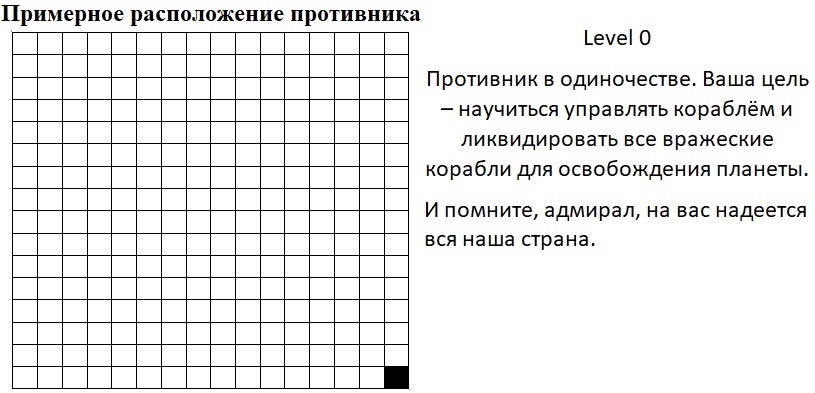 Примерное расположение противника
Level 0
Противник в одиночестве. Ваша цель
– научиться управлять кораблём и
ликвидировать все вражеские
корабли для освобождения планеты.
И помните, адмирал, на вас надеется
вся наша страна.